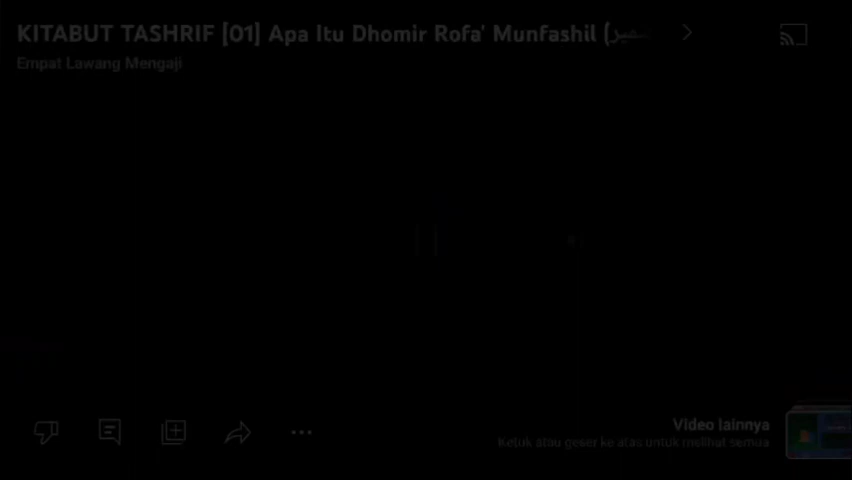 KITABUT TASHRIF [01] Apa Itu Dhomir Rofa' Munfashil (ضمير
Empat Lawang Mengaji
Video lainnya
Ketuk atau geser ke atas untuk melihat semua